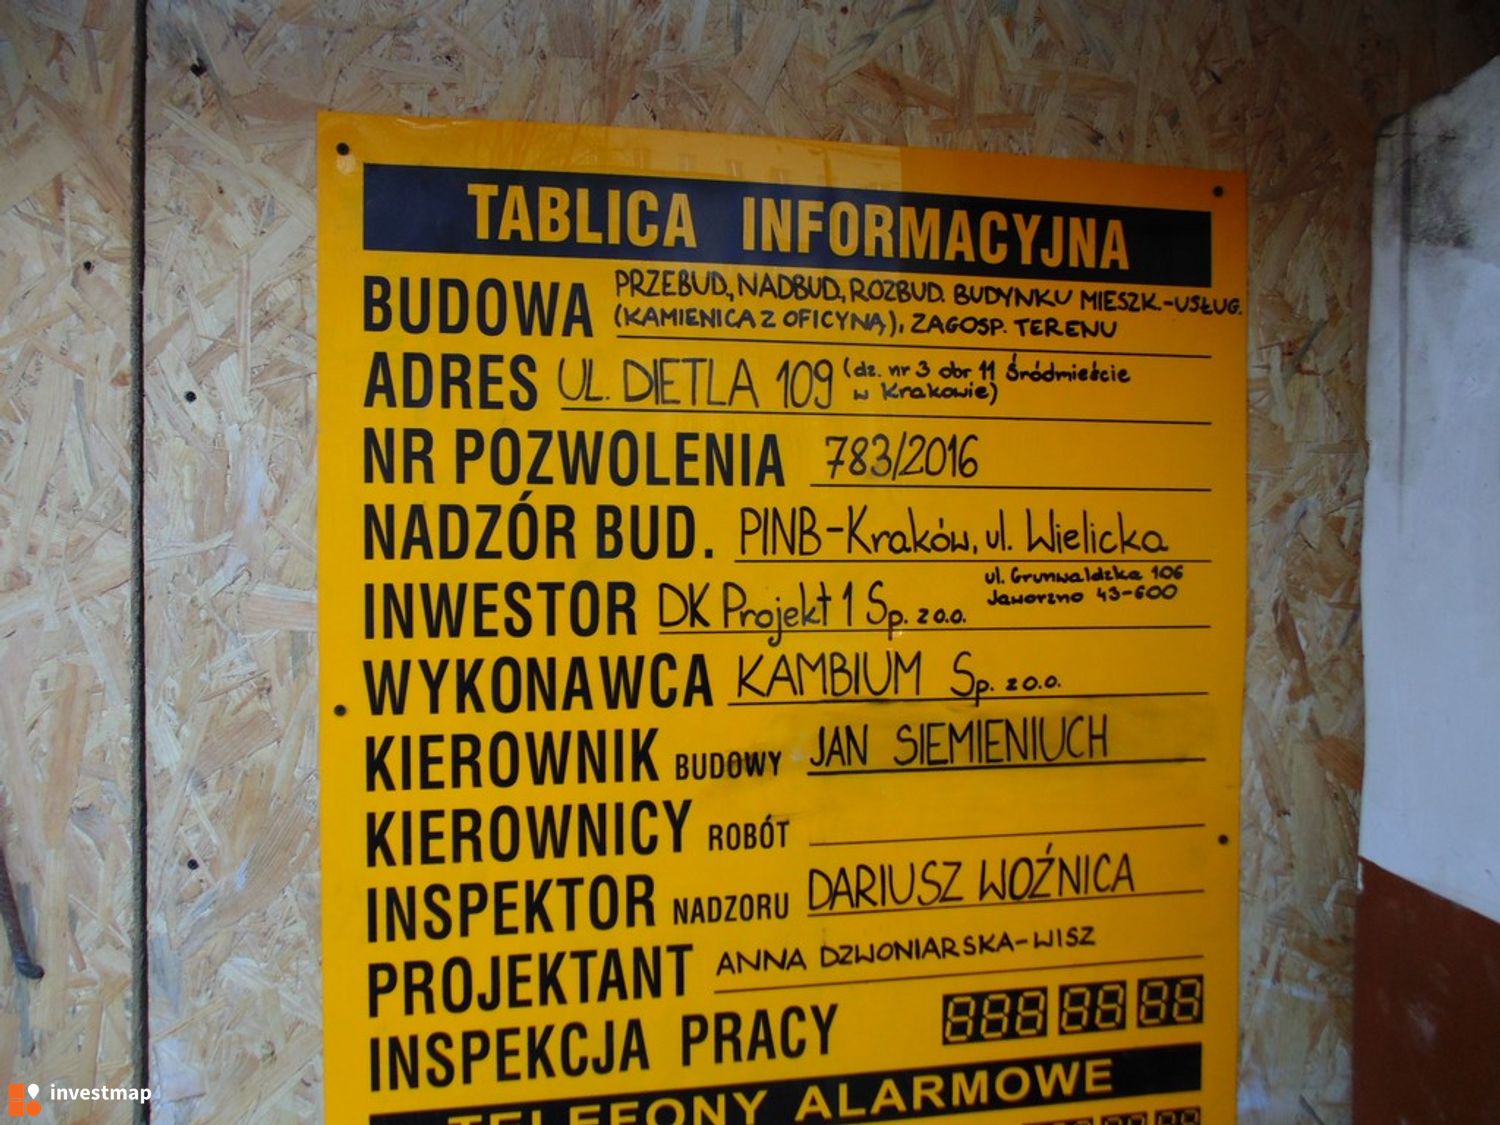 TABLICA INFORMACYJNA
BUDOWA PRZEBUD., NADBUD., ROZBUD. BUDYNKU MIESZK.-USŁUG.
(KAMIENICA Z OFICYNĄ), ZAGOSP. TERENU
ADRES UL. DIETLA 109 (dz. nr 3 obr 11 Śródmieście
w Krakowie)
NR POZWOLENIA 783/2016
NADZÓR BUD. PINB-Kraków, ul. Wielicka
INWESTOR DK Projekt 1 Sp. z o.o. ul. Grunwaldzka 106
Jaworzno 43-600
WYKONAWCA KAMBIUM Sp. z o.o.
KIEROWNIK BUDOWY JAN SIEMIENIUCH
KIEROWNICY ROBÓT
INSPEKTOR NADZORU DARIUSZ WOŹNICA
PROJEKTANT ANNA DZWONIARSKA-WISZ
INSPEKCJA PRACY 888 88 88
TELEFONY ALARMOWE
investmap